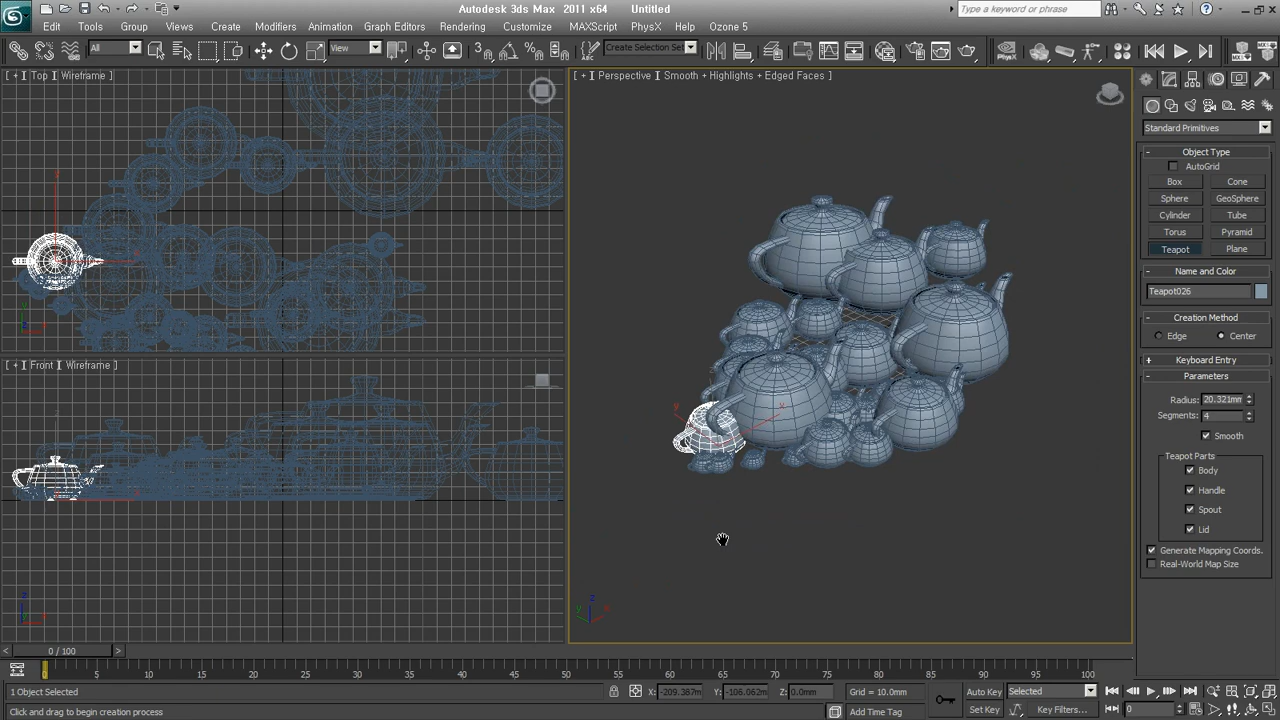 Autodesk 3ds Max 2011 x64 Untitled
Type a keyword or phrase
Edit Tools Group Views Create Modifiers Animation Graph Editors Rendering Customize MAXScript PhysX Help Ozone 5
All View Create Selection Set
[ + ] Top ] Wireframe ]
[ + ] Perspective ] Smooth + Highlights + Edged Faces ]
Standard Primitives
Object Type
AutoGrid
Box Cone
Sphere GeoSphere
Cylinder Tube
Torus Pyramid
Teapot Plane
Name and Color
Teapot026
Creation Method
Edge Center
Keyboard Entry
[ + ] Front ] Wireframe ]
Parameters
Radius: 20.321mm
Segments: 4
Smooth
Teapot Parts
Body
Handle
Spout
Lid
Generate Mapping Coords.
Real-World Map Size
0 / 100
0 5 10 15 20 25 30 35 40 45 50 55 60 65 70 75 80 85 90 95 100
1 Object Selected X: -209.387m Y: -106.062m Z: 0.0mm Grid = 10.0mm Auto Key Selected
Click and drag to begin creation process Add Time Tag Set Key Key Filters... 0